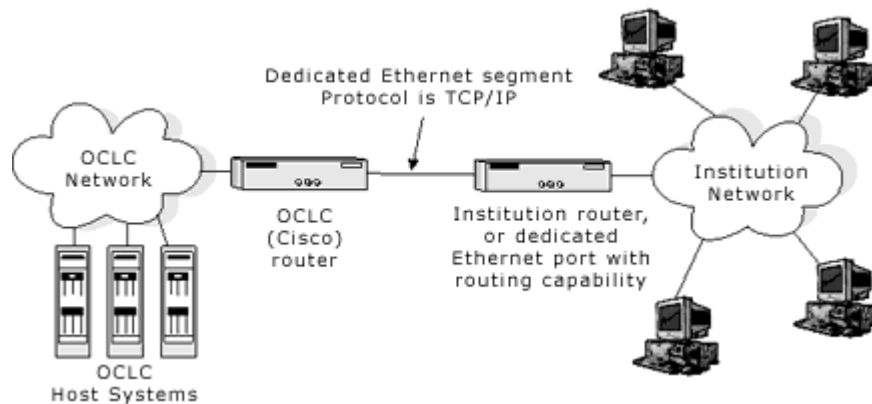 Dedicated Ethernet segment
Protocol is TCP/IP
OCLC
Network
Institution
Network
OCLC
(Cisco)
router
Institution router,
or dedicated
Ethernet port with
routing capability
OCLC
Host Systems